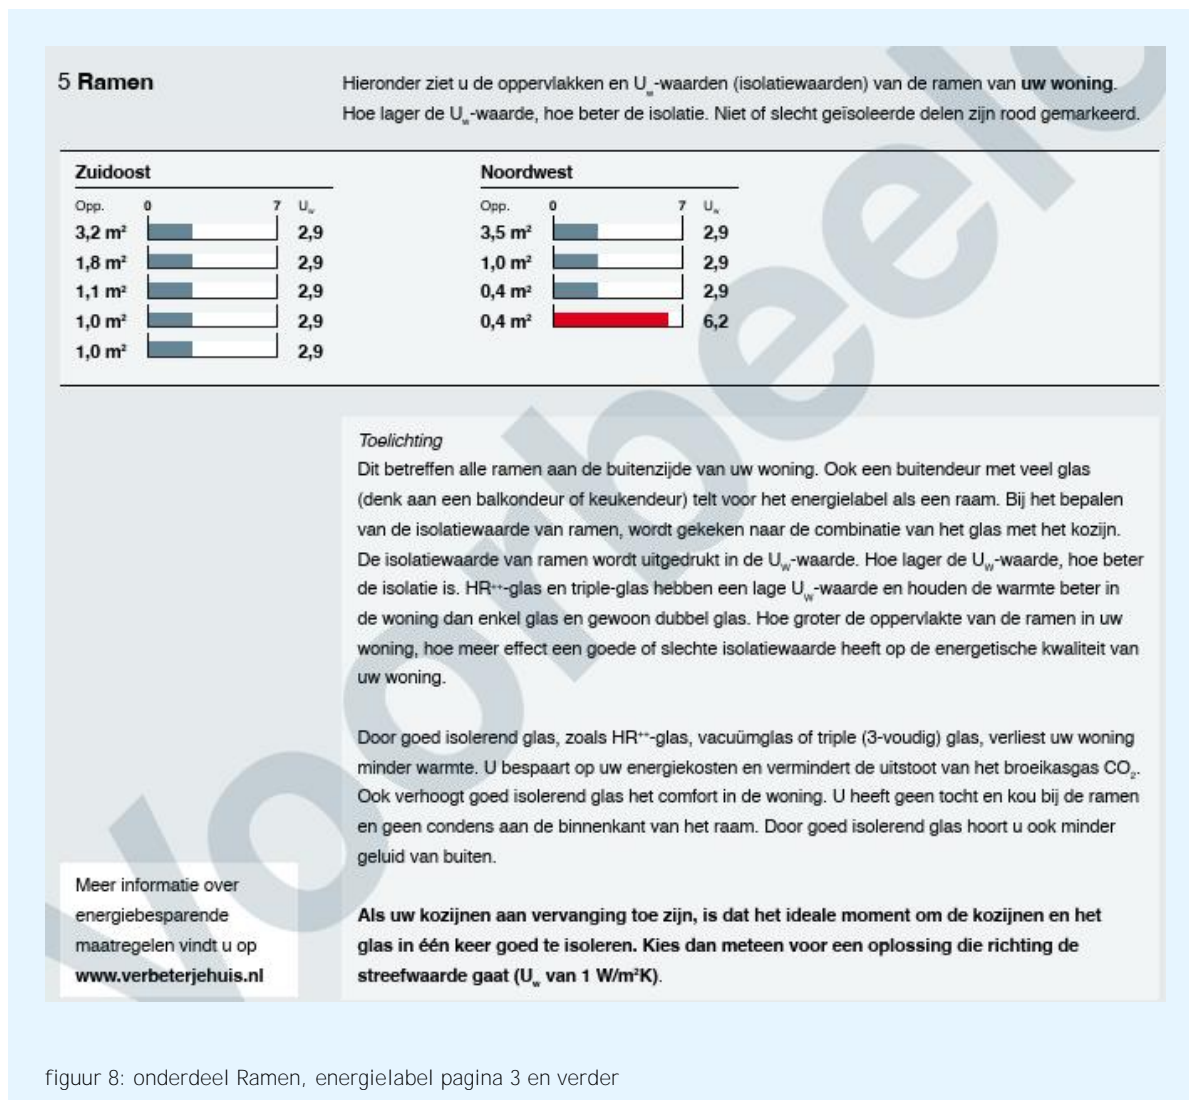 5 Ramen
Hieronder ziet u de oppervlakken en Uw-waarden (isolatiewaarden) van de ramen van uw woning.
Hoe lager de Uw-waarde, hoe beter de isolatie. Niet of slecht geïsoleerde delen zijn rood gemarkeerd.
Zuidoost
Opp. 0 7 Uw
3,2 m² 2,9
1,8 m² 2,9
1,1 m² 2,9
1,0 m² 2,9
1,0 m² 2,9
Noordwest
Opp. 0 7 Uw
3,5 m² 2,9
1,0 m² 2,9
0,4 m² 2,9
0,4 m² 6,2
Toelichting
Dit betreffen alle ramen aan de buitenzijde van uw woning. Ook een buitendeur met veel glas
(denk aan een balkondeur of keukendeur) telt voor het energielabel als een raam. Bij het bepalen
van de isolatiewaarde van ramen, wordt gekeken naar de combinatie van het glas met het kozijn.
De isolatiewaarde van ramen wordt uitgedrukt in de Uw-waarde. Hoe lager de Uw-waarde, hoe beter
de isolatie is. HR⁺⁺-glas en triple-glas hebben een lage Uw-waarde en houden de warmte beter in
de woning dan enkel glas en gewoon dubbel glas. Hoe groter de oppervlakte van de ramen in uw
woning, hoe meer effect een goede of slechte isolatiewaarde heeft op de energetische kwaliteit van
uw woning.
Door goed isolerend glas, zoals HR⁺⁺-glas, vacuümglas of triple (3-voudig) glas, verliest uw woning
minder warmte. U bespaart op uw energiekosten en vermindert de uitstoot van het broeikasgas CO₂.
Ook verhoogt goed isolerend glas het comfort in de woning. U heeft geen tocht en kou bij de ramen
en geen condens aan de binnenkant van het raam. Door goed isolerend glas hoort u ook minder
geluid van buiten.
Als uw kozijnen aan vervanging toe zijn, is dat het ideale moment om de kozijnen en het
glas in één keer goed te isoleren. Kies dan meteen voor een oplossing die richting de
streefwaarde gaat (Uw van 1 W/m²K).
Meer informatie over
energiebesparende
maatregelen vindt u op
www.verbeterjehuis.nl
Voorbeeld
figuur 8: onderdeel Ramen, energielabel pagina 3 en verder